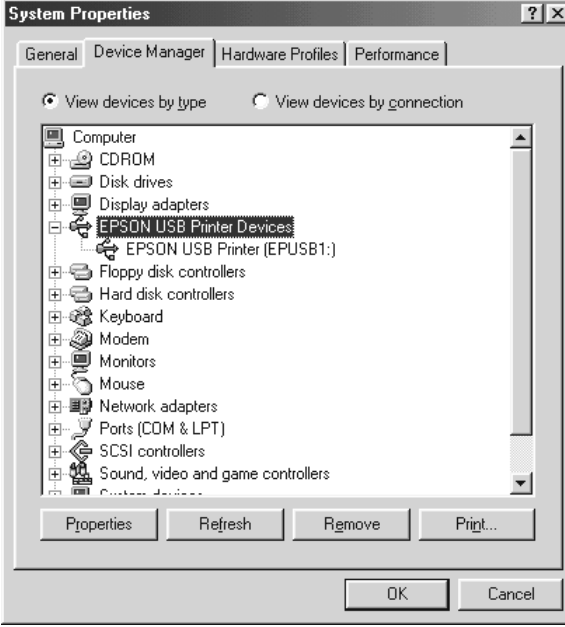 System Properties
General Device Manager Hardware Profiles Performance
View devices by type View devices by connection
Computer
CDROM
Disk drives
Display adapters
EPSON USB Printer Devices
EPSON USB Printer (EPUSB1:)
Floppy disk controllers
Hard disk controllers
Keyboard
Modem
Monitors
Mouse
Network adapters
Ports (COM & LPT)
SCSI controllers
Sound, video and game controllers
System devices
Properties Refresh Remove Print...
OK Cancel